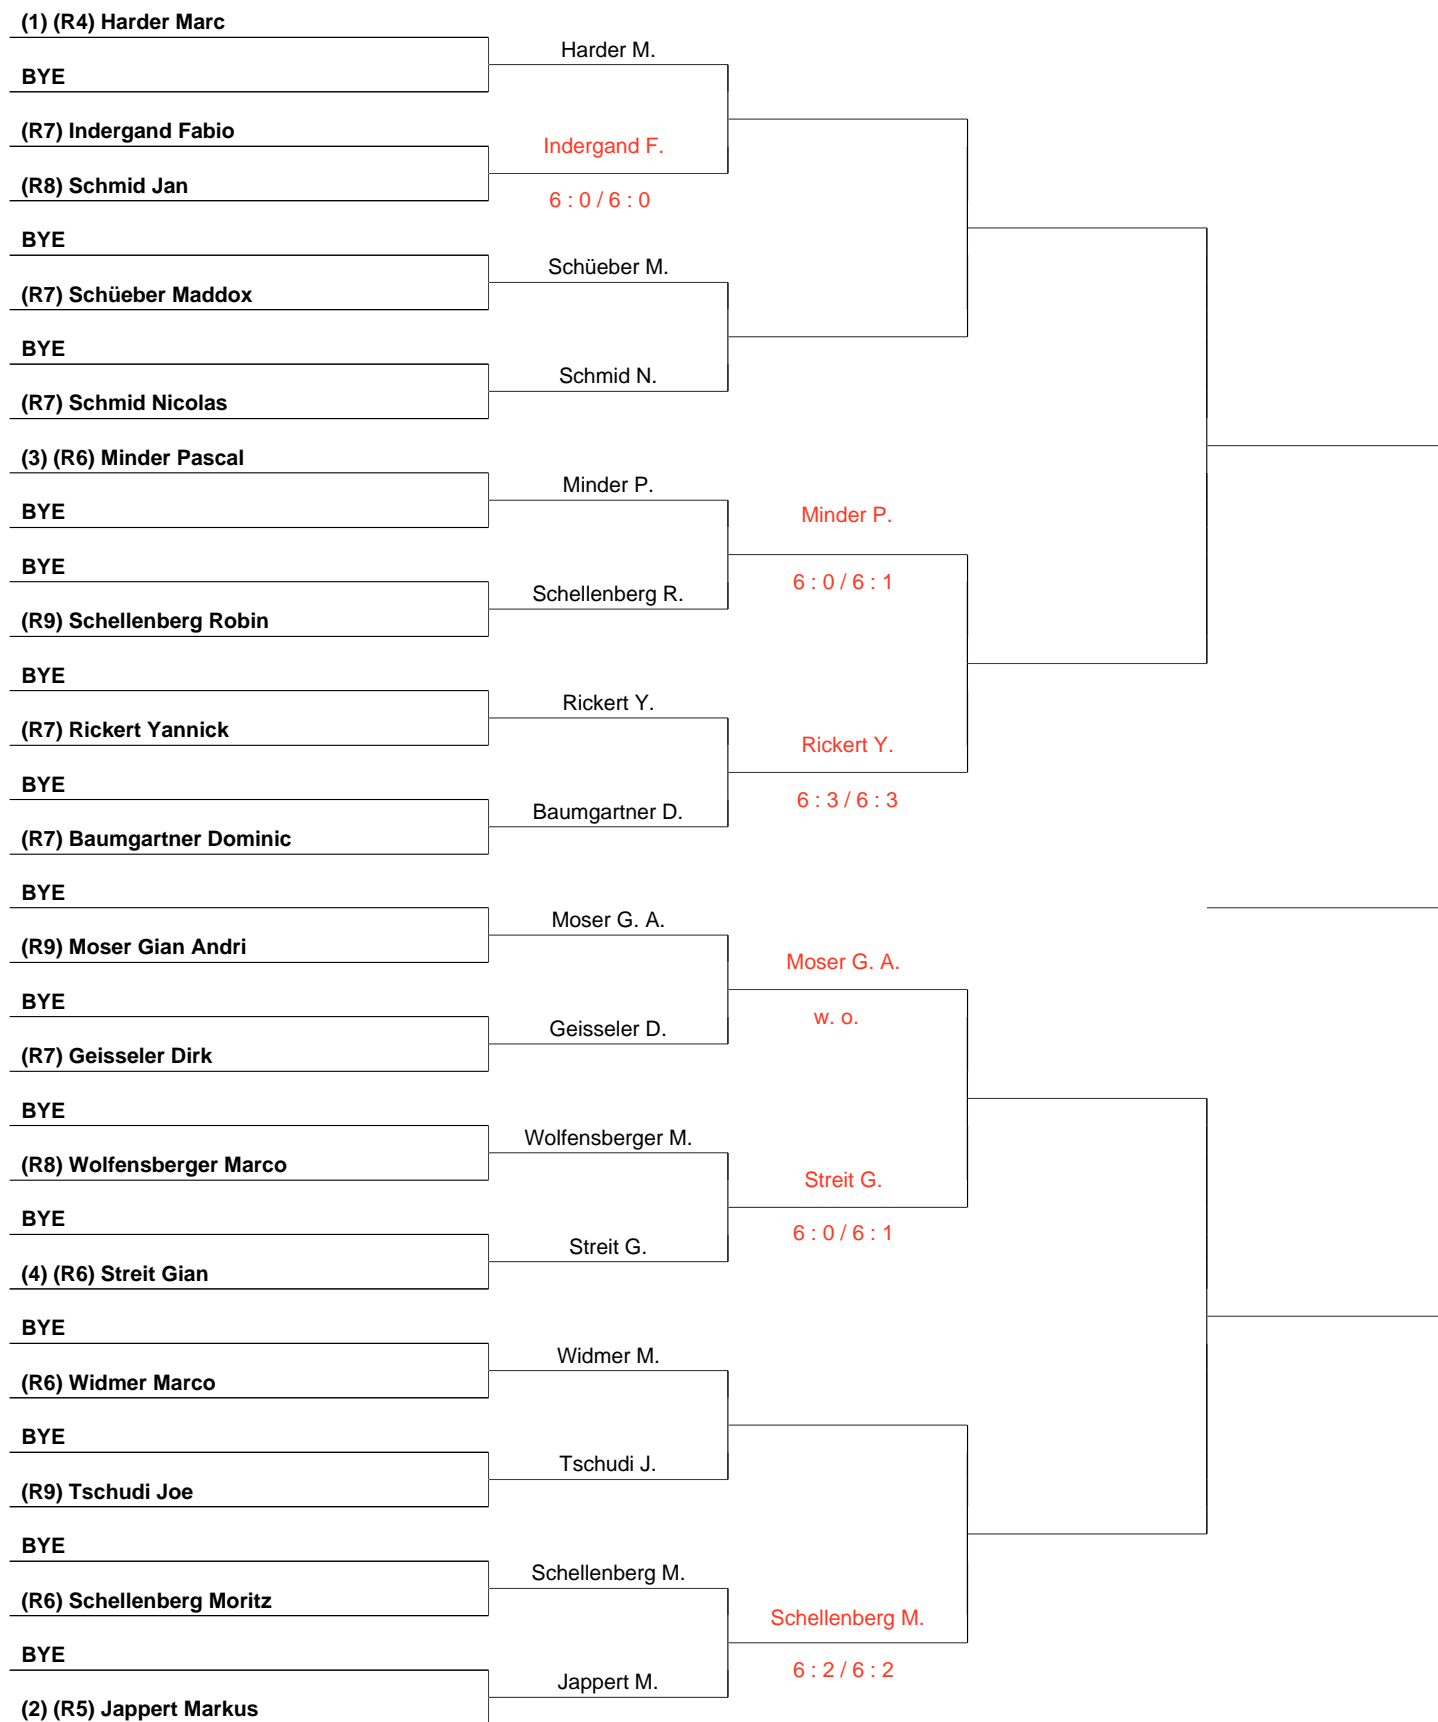 (1) (R4) Harder Marc
Harder M.
BYE
(R7) Indergand Fabio
Indergand F.
(R8) Schmid Jan
6 : 0 / 6 : 0
BYE
Schüeber M.
(R7) Schüeber Maddox
BYE
Schmid N.
(R7) Schmid Nicolas
(3) (R6) Minder Pascal
Minder P.
BYE
Minder P.
BYE
6 : 0 / 6 : 1
Schellenberg R.
(R9) Schellenberg Robin
BYE
Rickert Y.
(R7) Rickert Yannick
Rickert Y.
BYE
6 : 3 / 6 : 3
Baumgartner D.
(R7) Baumgartner Dominic
BYE
Moser G. A.
(R9) Moser Gian Andri
Moser G. A.
BYE
w. o.
Geisseler D.
(R7) Geisseler Dirk
BYE
Wolfensberger M.
(R8) Wolfensberger Marco
Streit G.
BYE
6 : 0 / 6 : 1
Streit G.
(4) (R6) Streit Gian
BYE
Widmer M.
(R6) Widmer Marco
BYE
Tschudi J.
(R9) Tschudi Joe
BYE
Schellenberg M.
(R6) Schellenberg Moritz
Schellenberg M.
BYE
6 : 2 / 6 : 2
Jappert M.
(2) (R5) Jappert Markus